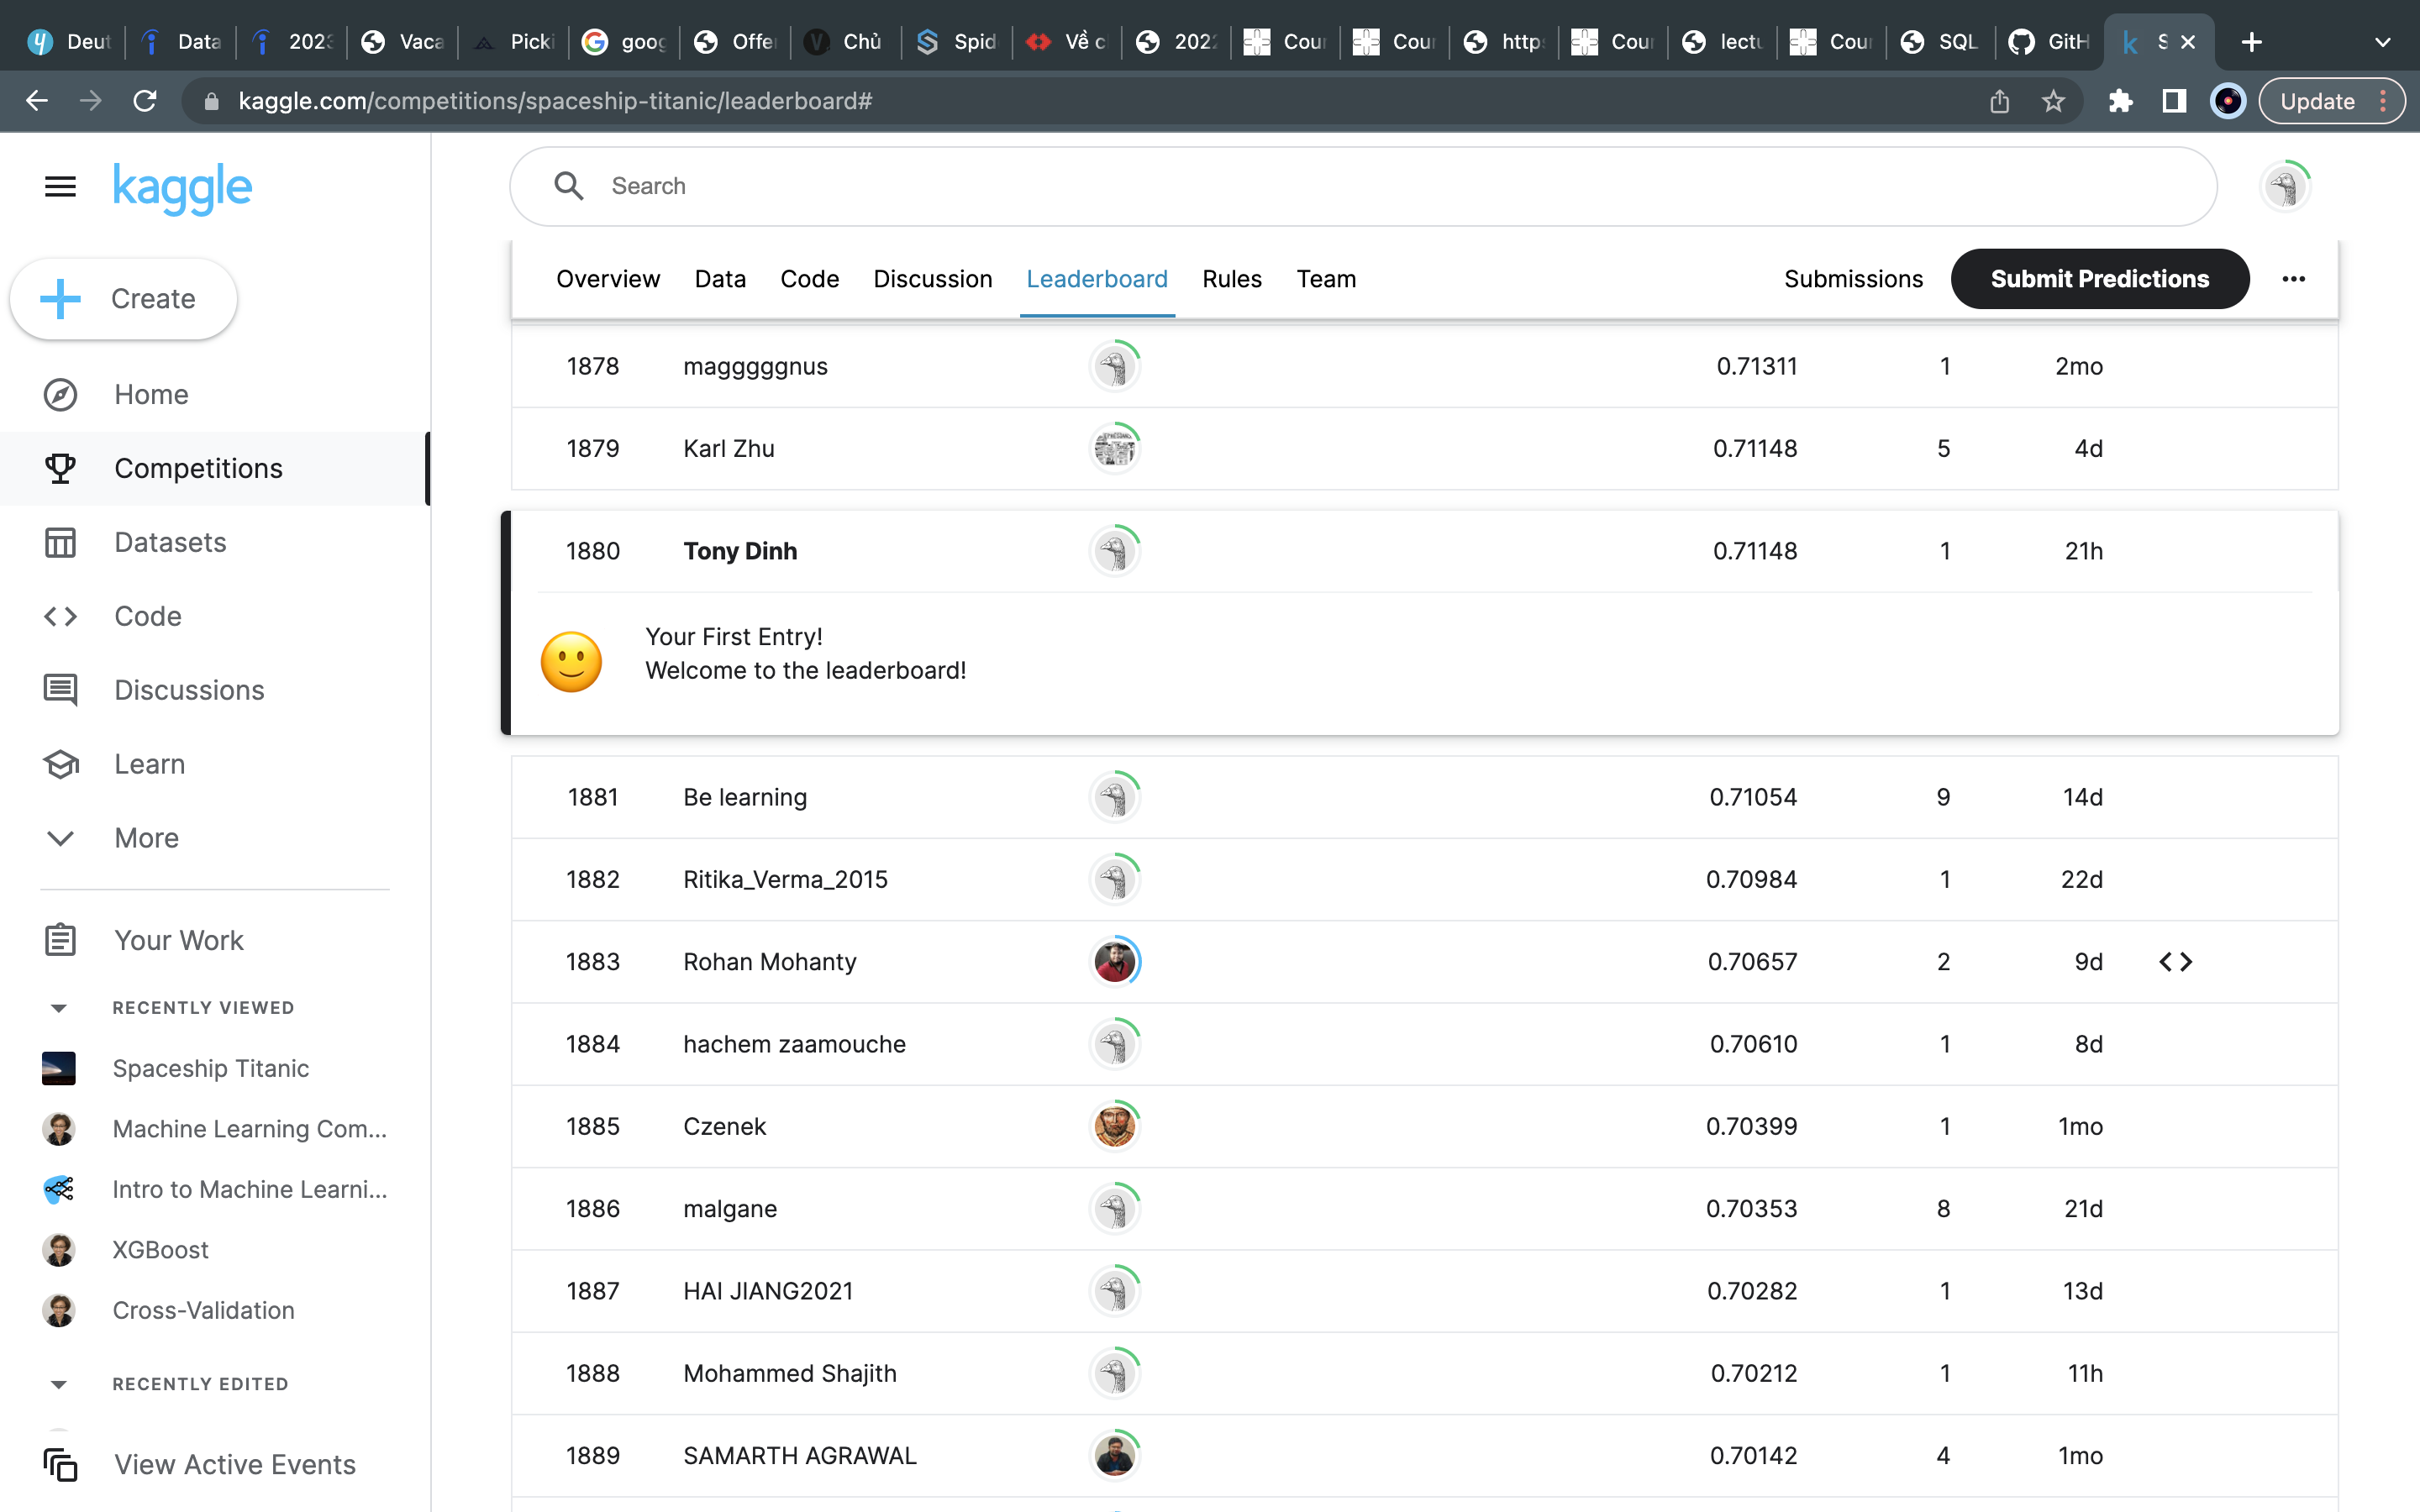 Deut
Data
2023
Vaca
Picki
goog
Offer
Chủ
Spid
Về c
2022
Cour
Cour
http
Cour
lectu
Cour
SQL
GitH
S
kaggle.com/competitions/spaceship-titanic/leaderboard#
Update
kaggle
Search
Create
Home
Competitions
Datasets
Code
Discussions
Learn
More
Your Work
RECENTLY VIEWED
Spaceship Titanic
Machine Learning Com...
Intro to Machine Learni...
XGBoost
Cross-Validation
RECENTLY EDITED
View Active Events
Overview Data Code Discussion Leaderboard Rules Team Submissions Submit Predictions
1878 magggggnus 0.71311 1 2mo
1879 Karl Zhu 0.71148 5 4d
1880 Tony Dinh 0.71148 1 21h
Your First Entry!
Welcome to the leaderboard!
1881 Be learning 0.71054 9 14d
1882 Ritika_Verma_2015 0.70984 1 22d
1883 Rohan Mohanty 0.70657 2 9d
1884 hachem zaamouche 0.70610 1 8d
1885 Czenek 0.70399 1 1mo
1886 malgane 0.70353 8 21d
1887 HAI JIANG2021 0.70282 1 13d
1888 Mohammed Shajith 0.70212 1 11h
1889 SAMARTH AGRAWAL 0.70142 4 1mo